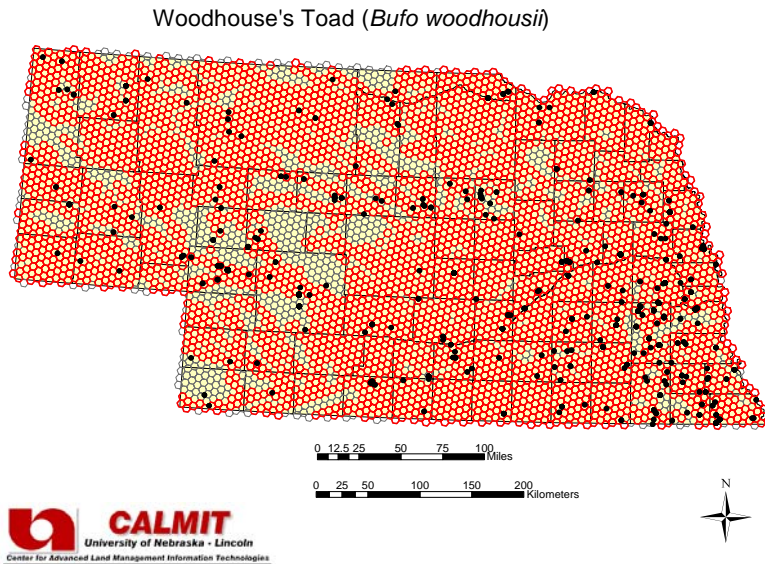 Woodhouse's Toad (Bufo woodhousii)
0 12.5 25 50 75 100
Miles
0 25 50 100 150 200
Kilometers
N
CALMIT
University of Nebraska - Lincoln
Center for Advanced Land Management Information Technologies